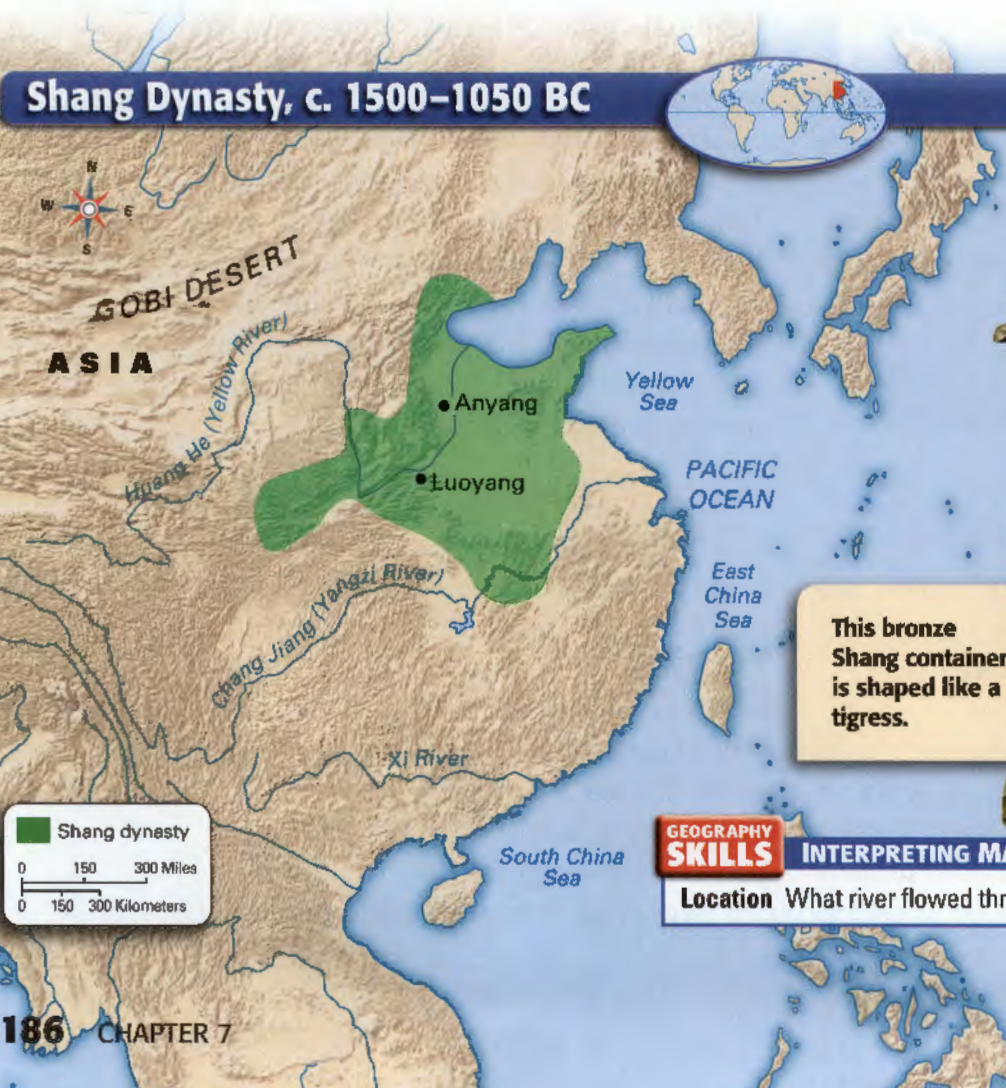 Shang Dynasty, c. 1500–1050 BC
N
W E
S
GOBI DESERT
ASIA
Huang He (Yellow River)
Anyang
Luoyang
Yellow
Sea
PACIFIC
OCEAN
East
China
Sea
Chang Jiang (Yangzi River)
This bronze
Shang container
is shaped like a
tigress.
Xi River
Shang dynasty
0 150 300 Miles
0 150 300 Kilometers
South China
Sea
GEOGRAPHY
SKILLS INTERPRETING MA
Location What river flowed thr
186 CHAPTER 7